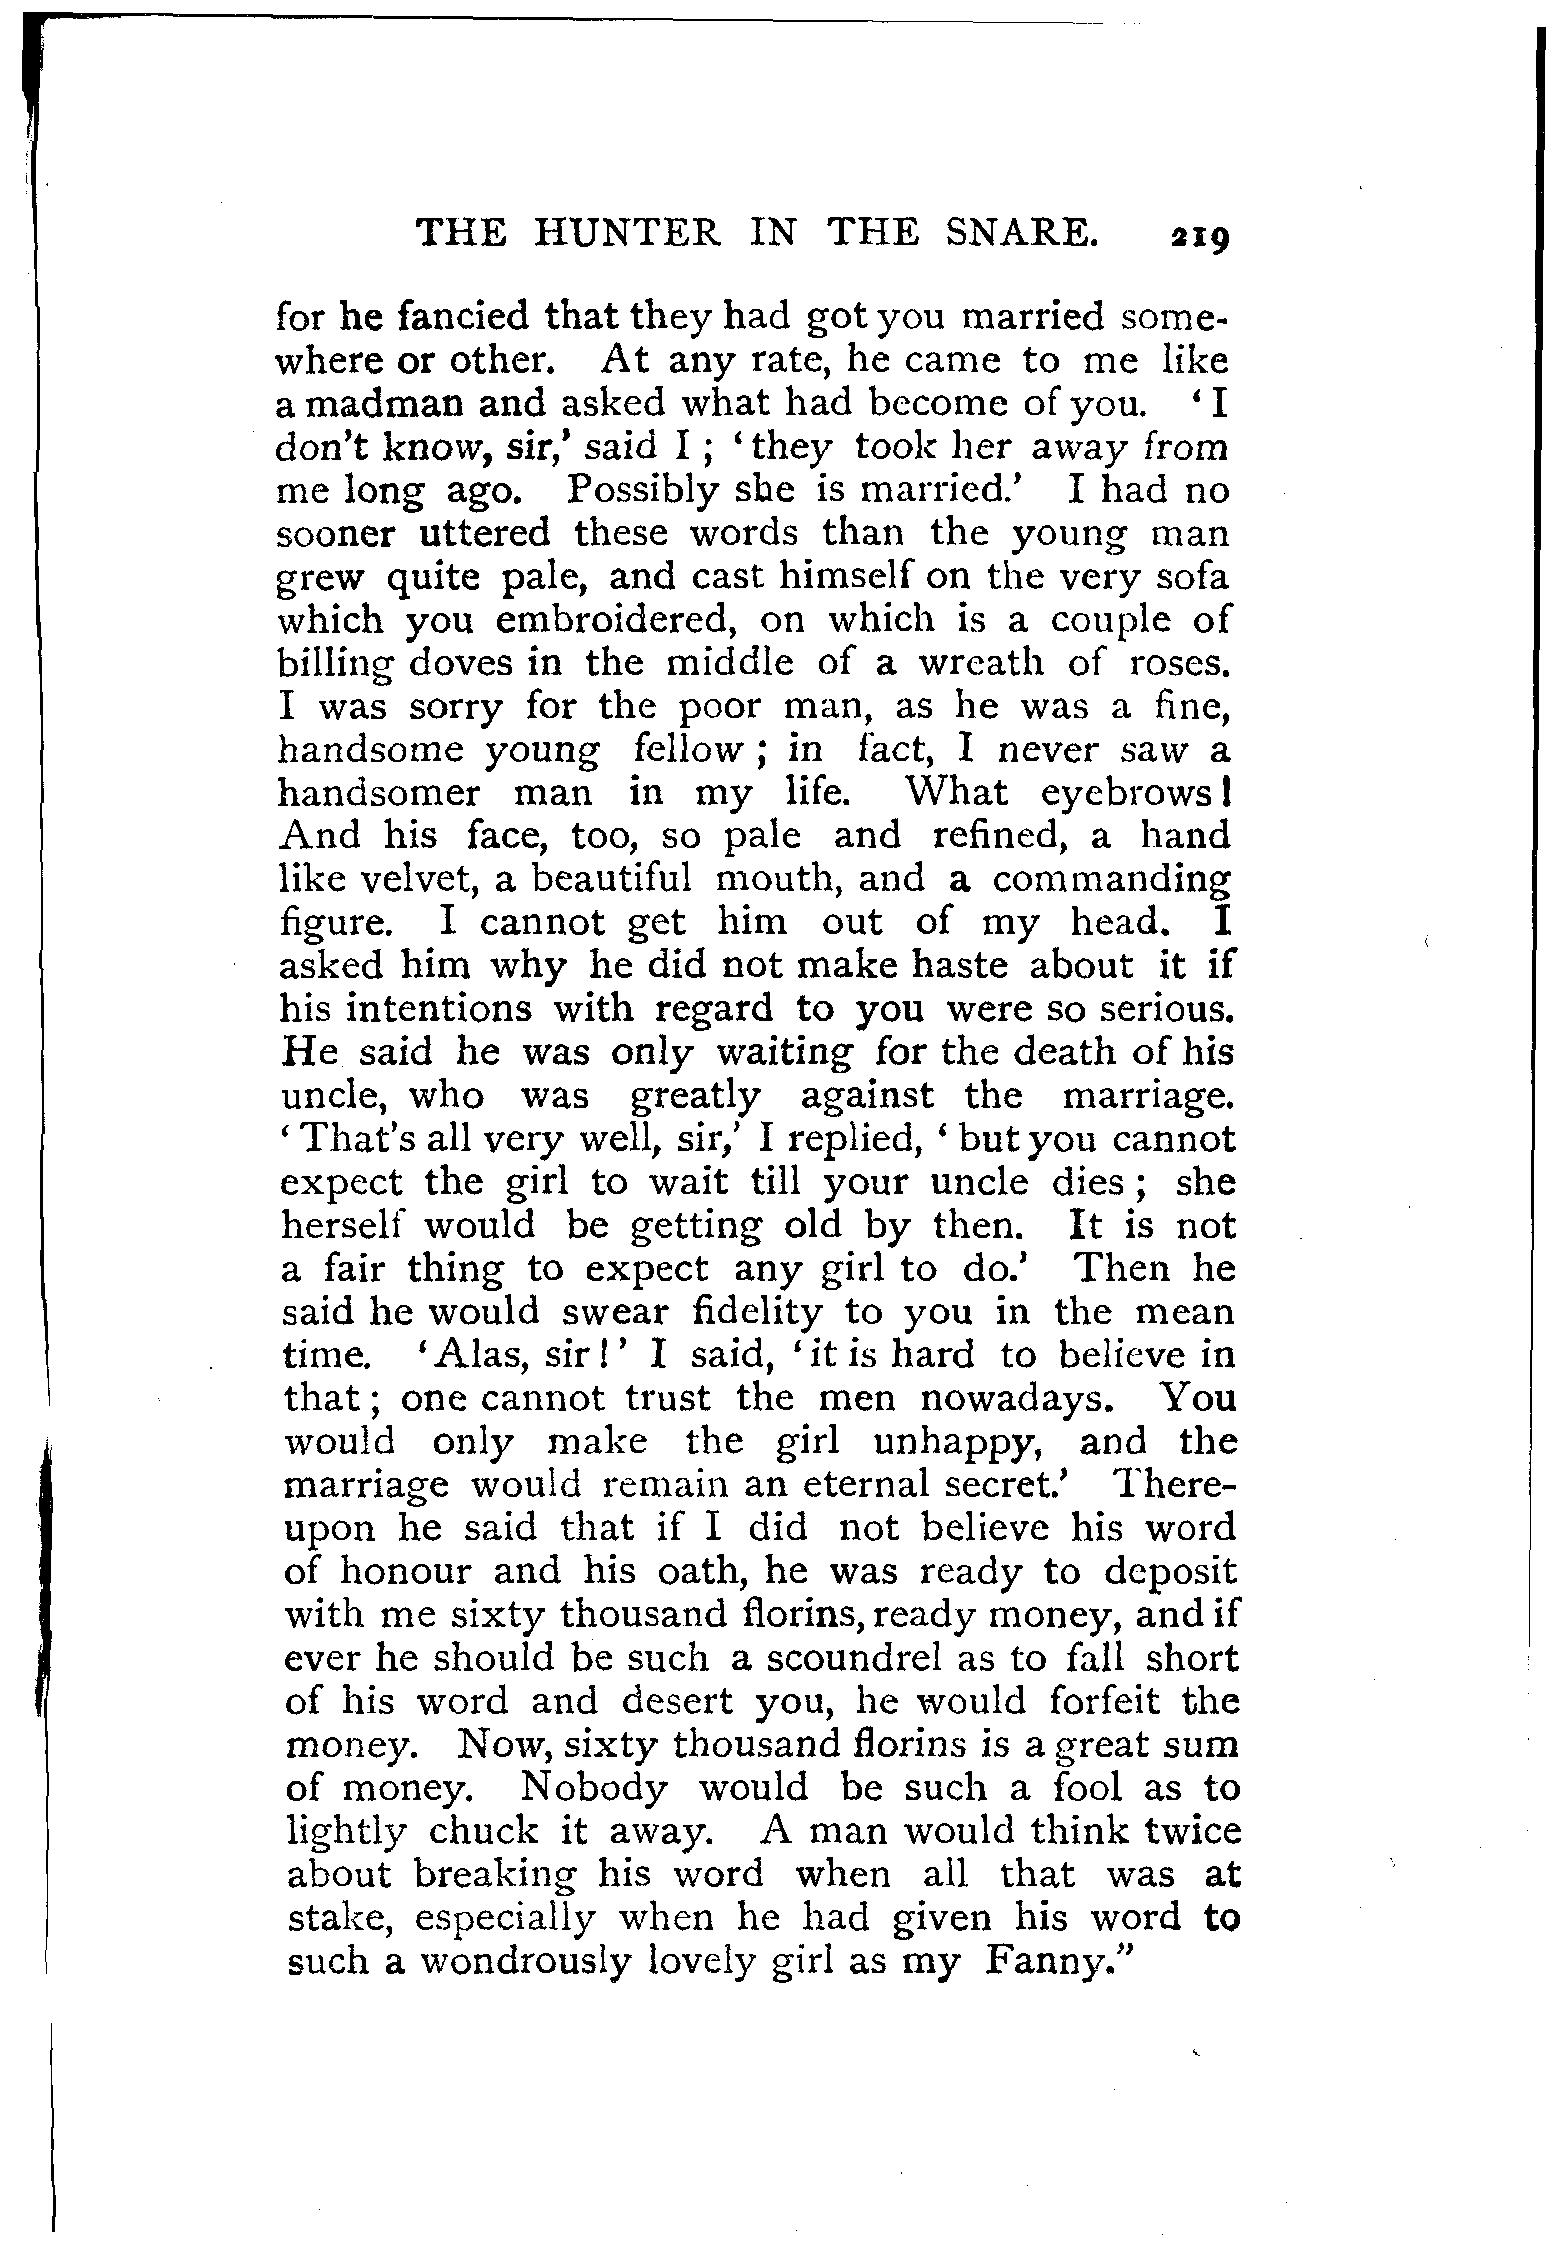 THE HUNTER IN THE SNARE. 219
for he fancied that they had got you married some-
where or other. At any rate, he came to me like
a madman and asked what had become of you. ‘I
don’t know, sir,’ said I ; ‘they took her away from
me long ago. Possibly she is married.’ I had no
sooner uttered these words than the young man
grew quite pale, and cast himself on the very sofa
which you embroidered, on which is a couple of
billing doves in the middle of a wreath of roses.
I was sorry for the poor man, as he was a fine,
handsome young fellow ; in fact, I never saw a
handsomer man in my life. What eyebrows!
And his face, too, so pale and refined, a hand
like velvet, a beautiful mouth, and a commanding
figure. I cannot get him out of my head. I
asked him why he did not make haste about it if
his intentions with regard to you were so serious.
He said he was only waiting for the death of his
uncle, who was greatly against the marriage.
‘That’s all very well, sir,’ I replied, ‘but you cannot
expect the girl to wait till your uncle dies ; she
herself would be getting old by then. It is not
a fair thing to expect any girl to do.’ Then he
said he would swear fidelity to you in the mean
time. ‘Alas, sir!’ I said, ‘it is hard to believe in
that ; one cannot trust the men nowadays. You
would only make the girl unhappy, and the
marriage would remain an eternal secret.’ There-
upon he said that if I did not believe his word
of honour and his oath, he was ready to deposit
with me sixty thousand florins, ready money, and if
ever he should be such a scoundrel as to fall short
of his word and desert you, he would forfeit the
money. Now, sixty thousand florins is a great sum
of money. Nobody would be such a fool as to
lightly chuck it away. A man would think twice
about breaking his word when all that was at
stake, especially when he had given his word to
such a wondrously lovely girl as my Fanny.”